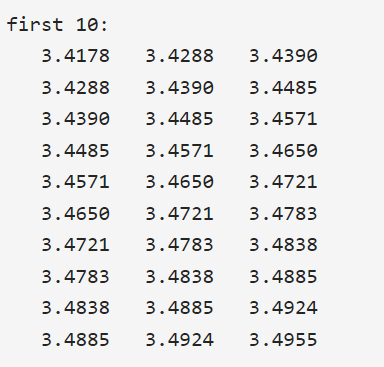 first 10:
3.4178 3.4288 3.4390
3.4288 3.4390 3.4485
3.4390 3.4485 3.4571
3.4485 3.4571 3.4650
3.4571 3.4650 3.4721
3.4650 3.4721 3.4783
3.4721 3.4783 3.4838
3.4783 3.4838 3.4885
3.4838 3.4885 3.4924
3.4885 3.4924 3.4955